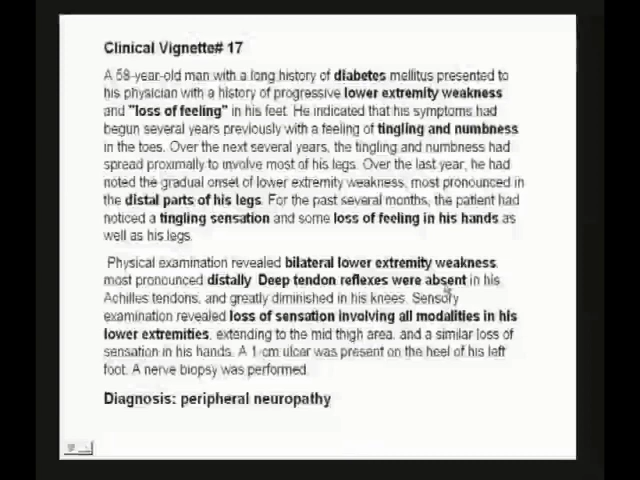 Clinical Vignette# 17
A 58-year-old man with a long history of diabetes mellitus presented to
his physician with a history of progressive lower extremity weakness
and "loss of feeling" in his feet. He indicated that his symptoms had
begun several years previously with a feeling of tingling and numbness
in the toes. Over the next several years, the tingling and numbness had
spread proximally to involve most of his legs. Over the last year, he had
noted the gradual onset of lower extremity weakness, most pronounced in
the distal parts of his legs. For the past several months, the patient had
noticed a tingling sensation and some loss of feeling in his hands as
well as his legs.
Physical examination revealed bilateral lower extremity weakness,
most pronounced distally. Deep tendon reflexes were absent in his
Achilles tendons, and greatly diminished in his knees. Sensory
examination revealed loss of sensation involving all modalities in his
lower extremities, extending to the mid thigh area, and a similar loss of
sensation in his hands. A 1-cm ulcer was present on the heel of his left
foot. A nerve biopsy was performed.
Diagnosis: peripheral neuropathy